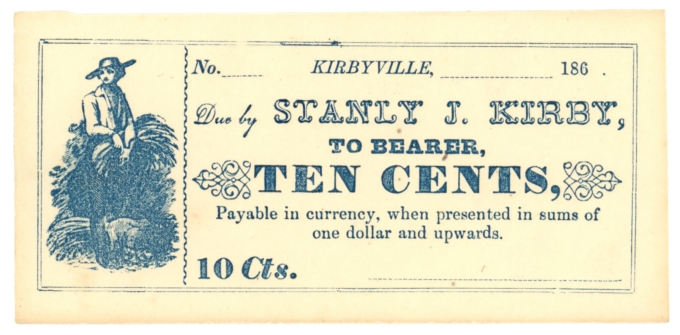 No. KIRBYVILLE, 186 .
Due by STANLY J. KIRBY,
TO BEARER,
TEN CENTS,
Payable in currency, when presented in sums of
one dollar and upwards.
10 Cts.